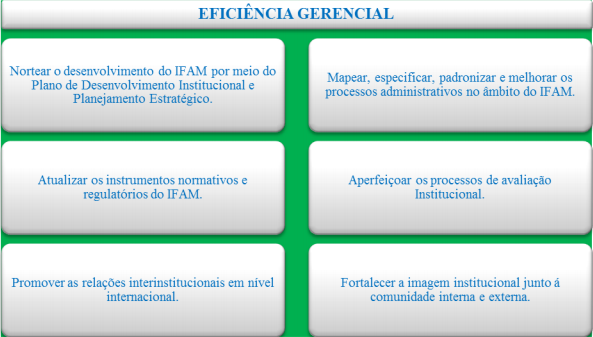 EFICIÊNCIA GERENCIAL
Nortear o desenvolvimento do IFAM por meio do
Plano de Desenvolvimento Institucional e
Planejamento Estratégico.
Mapear, especificar, padronizar e melhorar os
processos administrativos no âmbito do IFAM.
Atualizar os instrumentos normativos e
regulatórios do IFAM.
Aperfeiçoar os processos de avaliação
Institucional.
Promover as relações interinstitucionais em nível
internacional.
Fortalecer a imagem institucional junto á
comunidade interna e externa.